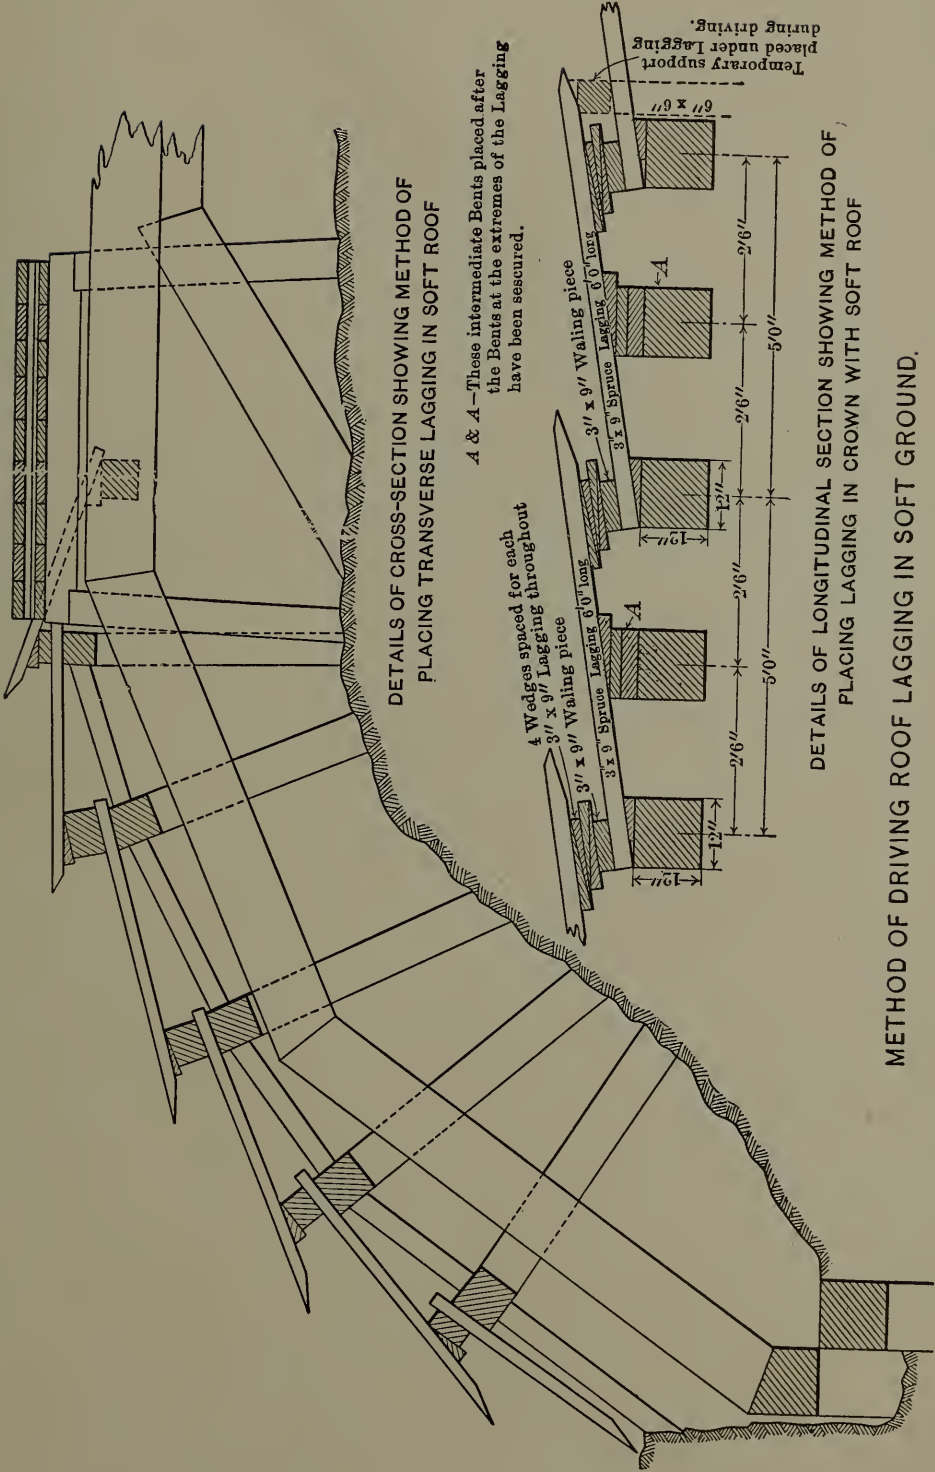 DETAILS OF CROSS-SECTION SHOWING METHOD OF
PLACING TRANSVERSE LAGGING IN SOFT ROOF
A & A—These intermediate Bents placed after
the Bents at the extremes of the Lagging
have been sescured.
4 Wedges spaced for each
3" x 9" Lagging throughout
3" x 9" Waling piece
3" x 9" Spruce Lagging 6'0" long
3" x 9" Waling piece
3" x 9" Spruce Lagging 6'0" long
Temporary support
placed under Lagging
during driving.
6" x 6"
A
A
12"
12"
12"
12"
2'6"
2'6"
2'6"
2'6"
5'0"
5'0"
DETAILS OF LONGITUDINAL SECTION SHOWING METHOD OF
PLACING LAGGING IN CROWN WITH SOFT ROOF
METHOD OF DRIVING ROOF LAGGING IN SOFT GROUND.